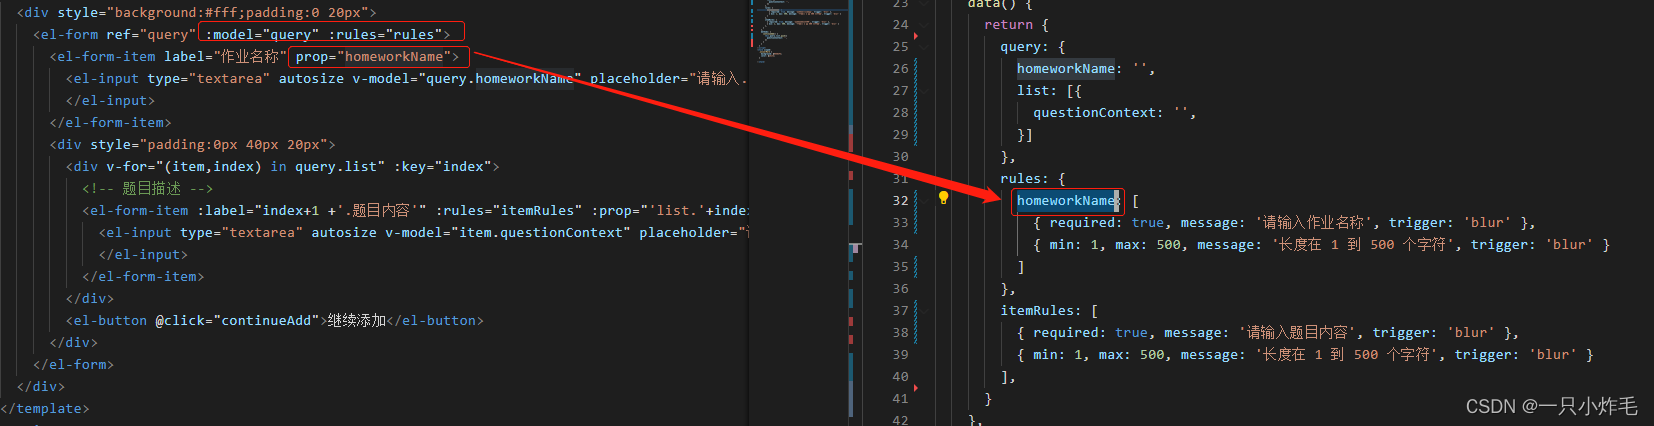 <div style="background:#fff;padding:0 20px">
<el-form ref="query" :model="query" :rules="rules">
<el-form-item label="作业名称" prop="homeworkName">
<el-input type="textarea" autosize v-model="query.homeworkName" placeholder="请输入.
</el-input>
</el-form-item>
<div style="padding:0px 40px 20px">
<div v-for="(item,index) in query.list" :key="index">
<!-- 题目描述 -->
<el-form-item :label="index+1 +'.题目内容'" :rules="itemRules" :prop="'list.'+index
<el-input type="textarea" autosize v-model="item.questionContext" placeholder="
</el-input>
</el-form-item>
</div>
<el-button @click="continueAdd">继续添加</el-button>
</div>
</el-form>
</div>
</template>
23 data() {
24 return {
25 query: {
26 homeworkName: '',
27 list: [{
28 questionContext: '',
29 }]
30 },
31 rules: {
32 homeworkName: [
33 { required: true, message: '请输入作业名称', trigger: 'blur' },
34 { min: 1, max: 500, message: '长度在 1 到 500 个字符', trigger: 'blur' }
35 ]
36 },
37 itemRules: [
38 { required: true, message: '请输入题目内容', trigger: 'blur' },
39 { min: 1, max: 500, message: '长度在 1 到 500 个字符', trigger: 'blur' }
40 ],
41 }
42 },
CSDN @一只小炸毛